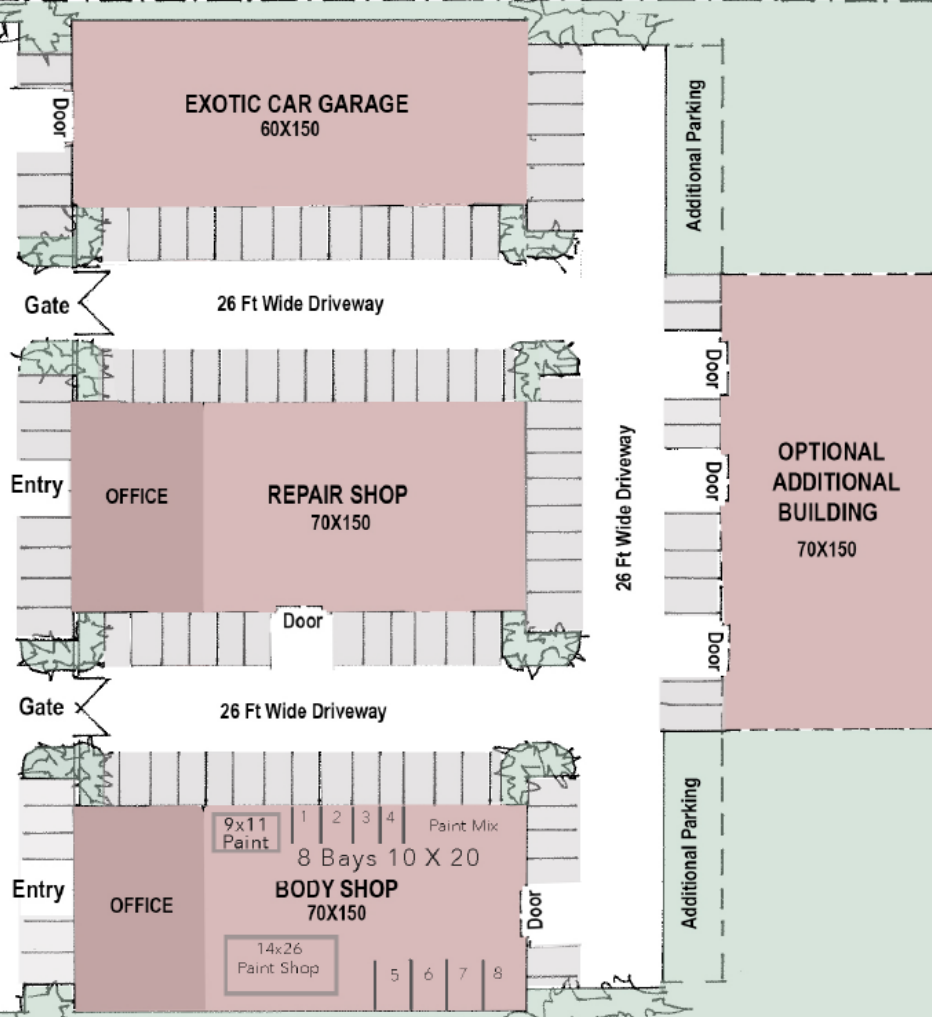 EXOTIC CAR GARAGE
60X150
Door
Additional Parking
Gate
26 Ft Wide Driveway
Door
Entry
OFFICE
REPAIR SHOP
70X150
26 Ft Wide Driveway
Door
OPTIONAL
ADDITIONAL
BUILDING
70X150
Door
Door
Gate
26 Ft Wide Driveway
9x11
Paint
1
2
3
4
Paint Mix
8 Bays 10 X 20
Entry
OFFICE
BODY SHOP
70X150
Door
Additional Parking
14x26
Paint Shop
5
6
7
8